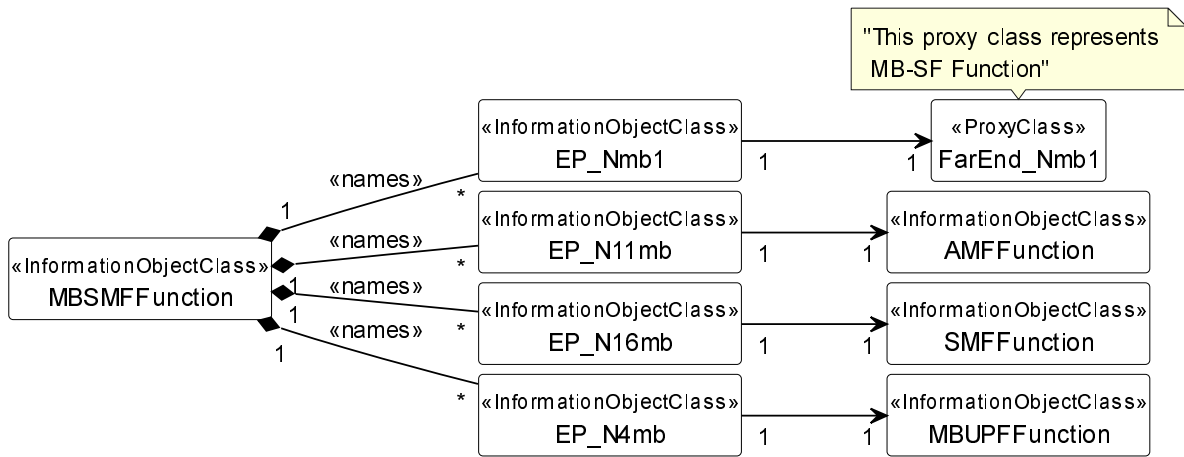 "This proxy class represents
MB-SF Function"
«InformationObjectClass»
EP_Nmb1
1
1
«ProxyClass»
FarEnd_Nmb1
«names»
1
*
«InformationObjectClass»
EP_N11mb
1
1
«InformationObjectClass»
AMFFunction
«names»
*
1
«InformationObjectClass»
MBSMFFunction
«names»
1
*
«InformationObjectClass»
EP_N16mb
1
1
«InformationObjectClass»
SMFFunction
«names»
1
*
«InformationObjectClass»
EP_N4mb
1
1
«InformationObjectClass»
MBUPFFunction